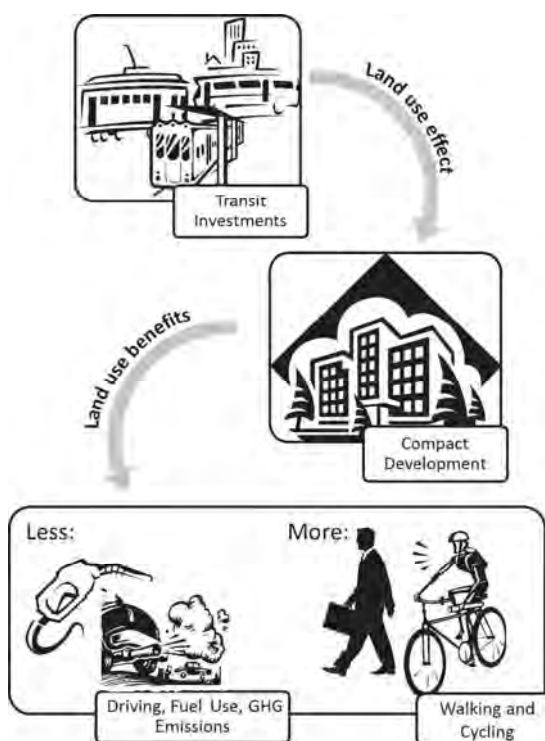 Land use effect
Transit
Investments
Land use benefits
Compact
Development
Less:
More:
Driving, Fuel Use, GHG
Emissions
Walking and
Cycling